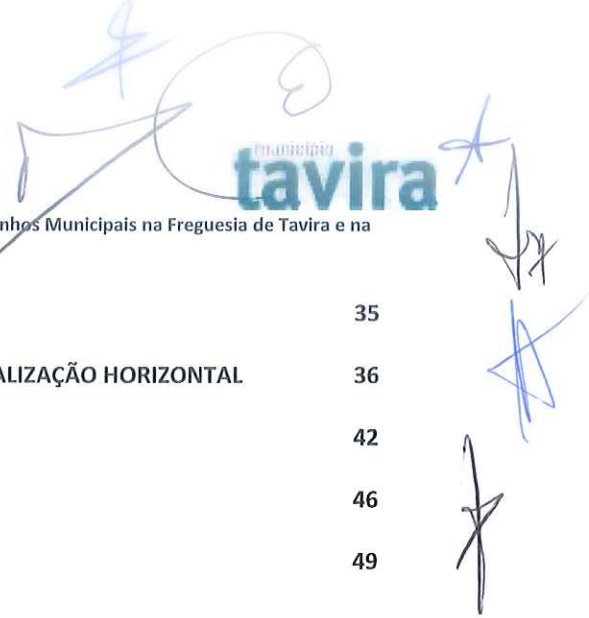 município
tavira
nhos Municipais na Freguesia de Tavira e na
35
ALIZAÇÃO HORIZONTAL 36
42
46
49